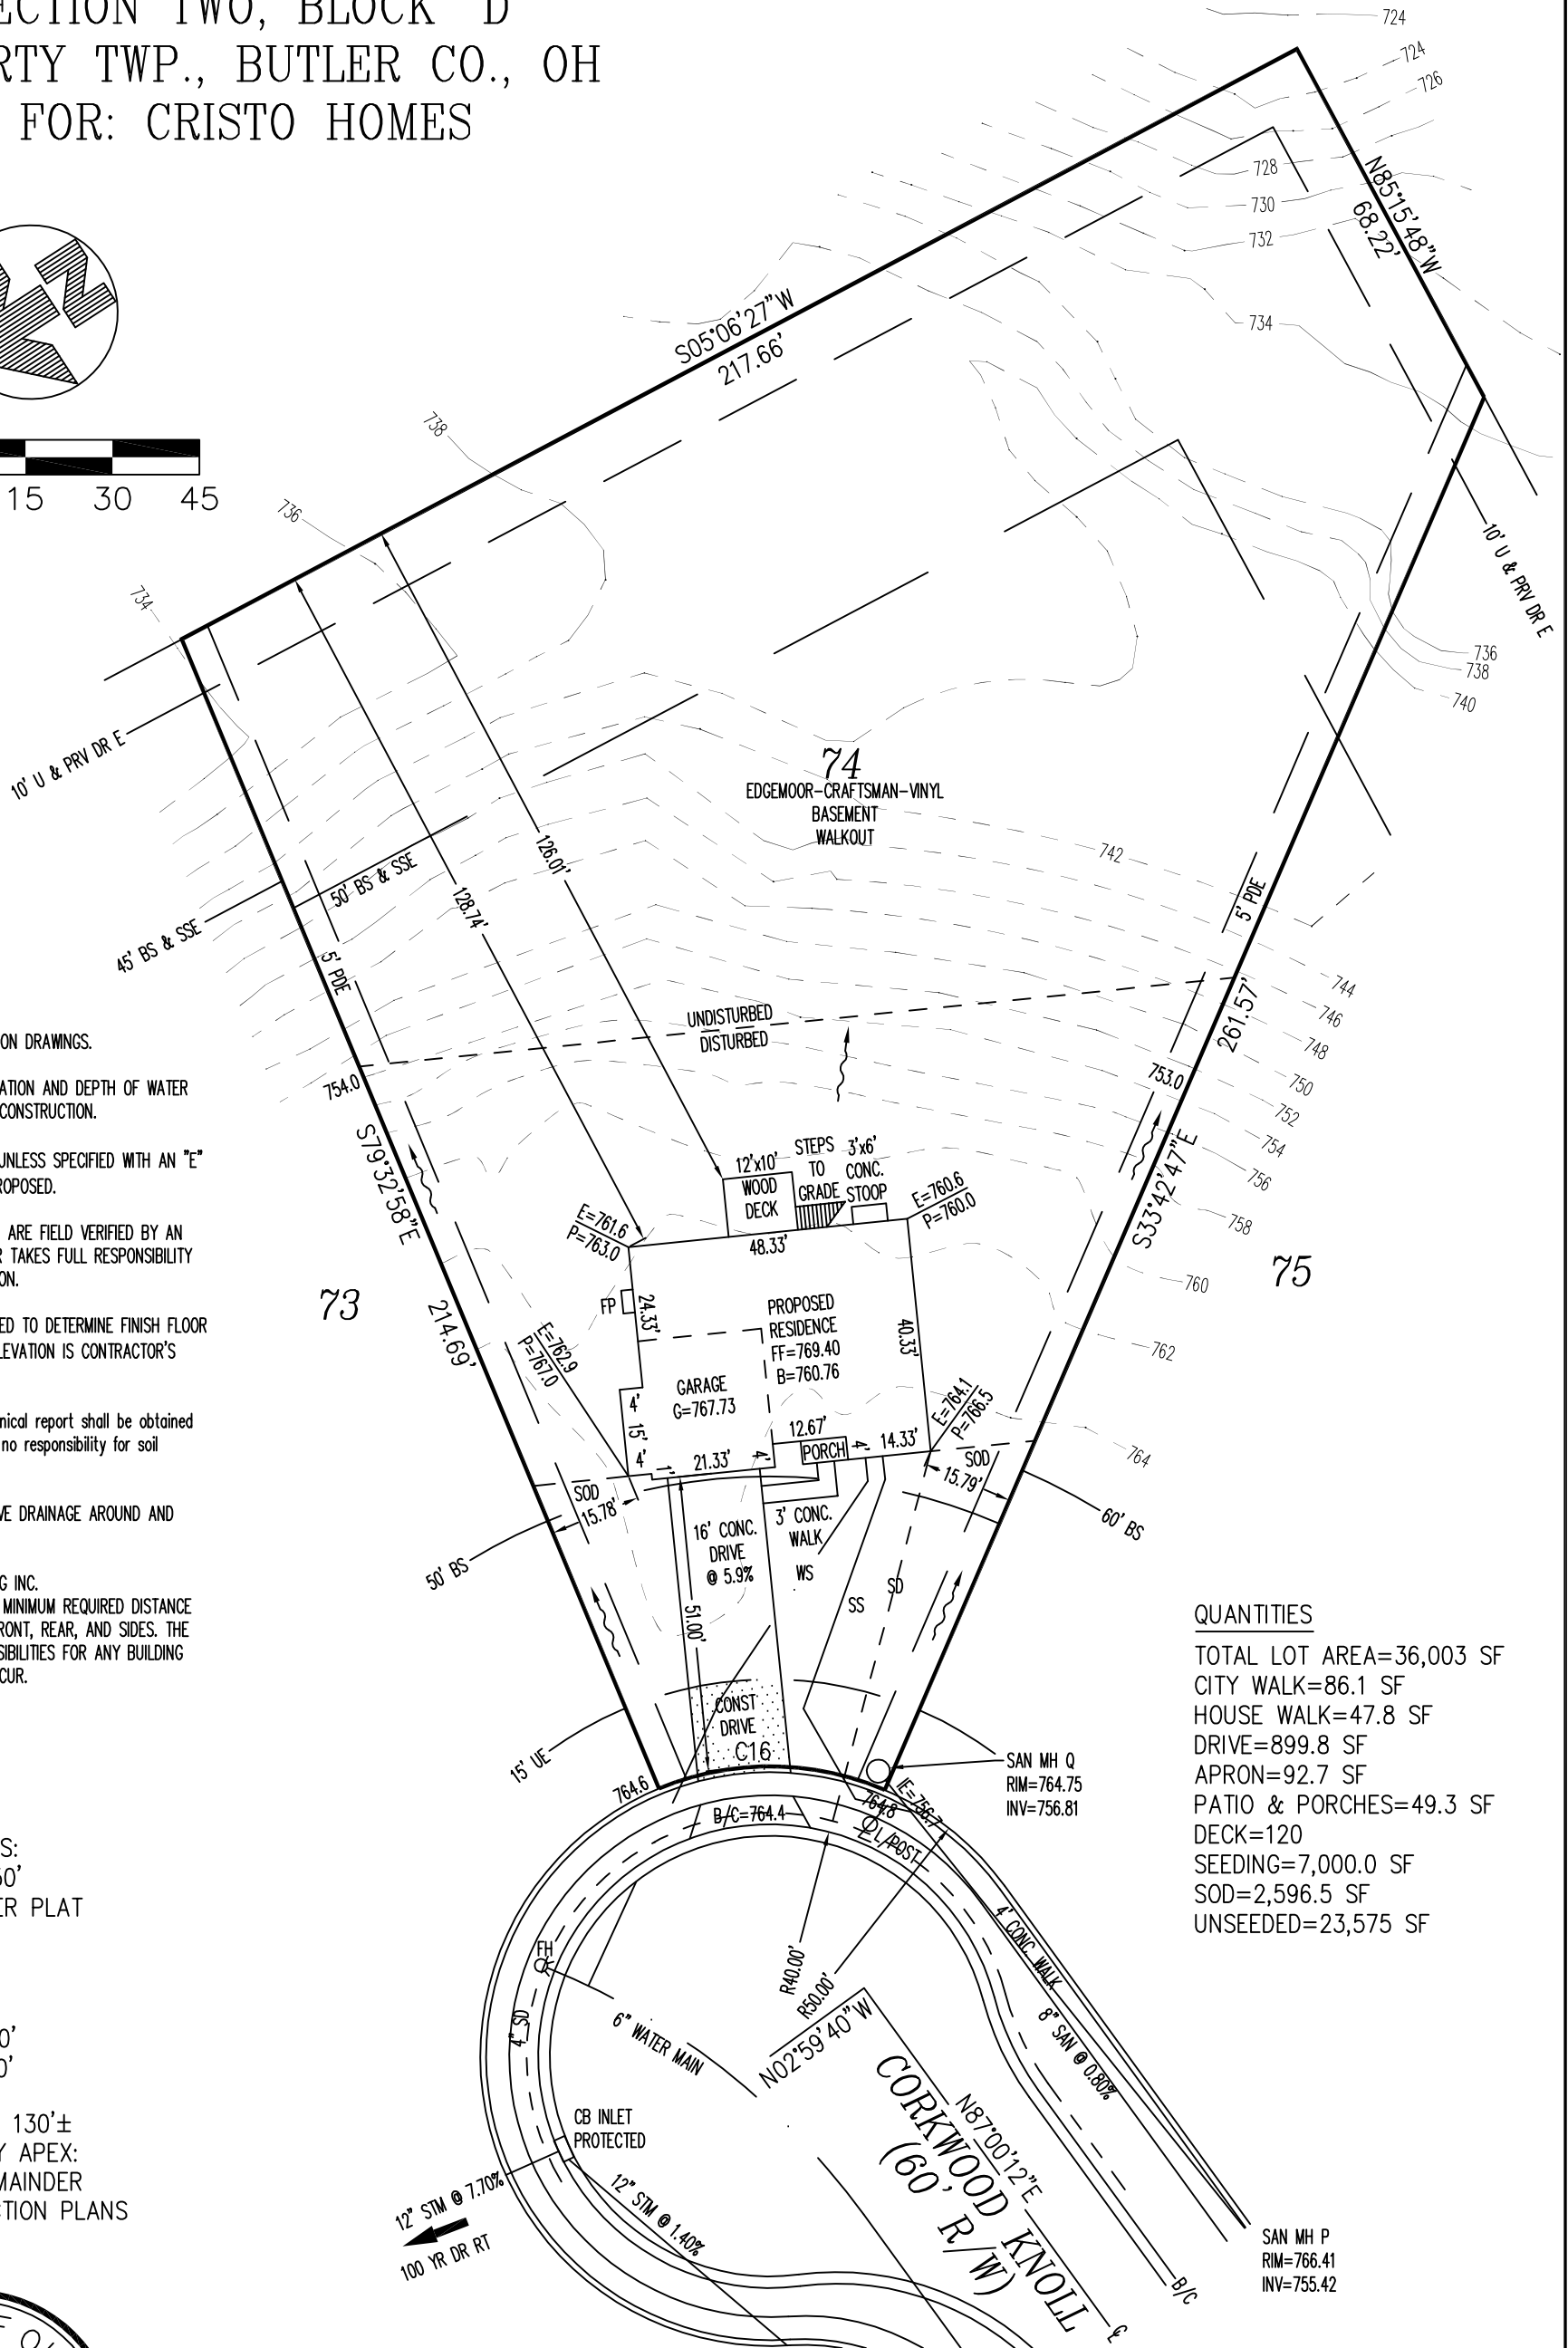 ECTION TWO, BLOCK "D"
RTY TWP., BUTLER CO., OH
FOR: CRISTO HOMES
15 30 45
724
724
726
728
730
732
734
N85°15'48"W
68.22'
S05°06'27"W
217.66'
738
736
734
10' U & PRV DR E
10' U & PRV DR E
736
738
740
74
EDGEMOOR-CRAFTSMAN-VINYL
BASEMENT
WALKOUT
742
126.01'
128.74'
50' BS & SSE
45' BS & SSE
5' PDE
5' PDE
744
746
748
750
752
754
756
758
760
762
764
261.57'
S33°42'47"E
UNDISTURBED
DISTURBED
754.0
753.0
S79°32'58"E
214.69'
73
75
12'x10'
WOOD
DECK
STEPS
TO
GRADE
3'x6'
CONC.
STOOP
E=761.6
P=763.0
E=760.6
P=760.0
48.33'
FP
24.33'
PROPOSED
RESIDENCE
FF=769.40
B=760.76
40.33'
E=762.9
P=767.0
GARAGE
G=767.73
E=764.1
P=766.5
4'
15'
4'
1'
21.33'
4'
12.67'
PORCH
4'
14.33'
SOD
15.78'
SOD
15.79'
50' BS
60' BS
16' CONC.
DRIVE
@ 5.9%
3' CONC.
WALK
WS
SS
SD
51.00'
CONST
DRIVE
C16
15' UE
764.6
B/C=764.4
764.8
IE=756.7
L/POST
SAN MH Q
RIM=764.75
INV=756.81
FH
4" SD
6" WATER MAIN
R40.00'
R50.00'
N02°59'40"W
4' CONC. WALK
8" SAN @ 0.80%
N87°00'12"E
CORKWOOD KNOLL
(60' R/W)
CB INLET
PROTECTED
12" STM @ 7.70%
100 YR DR RT
12" STM @ 1.40%
B/C
SAN MH P
RIM=766.41
INV=755.42
QUANTITIES
TOTAL LOT AREA=36,003 SF
CITY WALK=86.1 SF
HOUSE WALK=47.8 SF
DRIVE=899.8 SF
APRON=92.7 SF
PATIO & PORCHES=49.3 SF
DECK=120
SEEDING=7,000.0 SF
SOD=2,596.5 SF
UNSEEDED=23,575 SF
ON DRAWINGS.
ATION AND DEPTH OF WATER
CONSTRUCTION.
UNLESS SPECIFIED WITH AN "E"
ROPOSED.
ARE FIELD VERIFIED BY AN
R TAKES FULL RESPONSIBILITY
ON.
ED TO DETERMINE FINISH FLOOR
LEVATION IS CONTRACTOR'S
nical report shall be obtained
no responsibility for soil
VE DRAINAGE AROUND AND
G INC.
MINIMUM REQUIRED DISTANCE
RONT, REAR, AND SIDES. THE
SIBILITIES FOR ANY BUILDING
CUR.
S:
50'
ER PLAT
0'
0'
130'±
Y APEX:
MAINDER
CTION PLANS